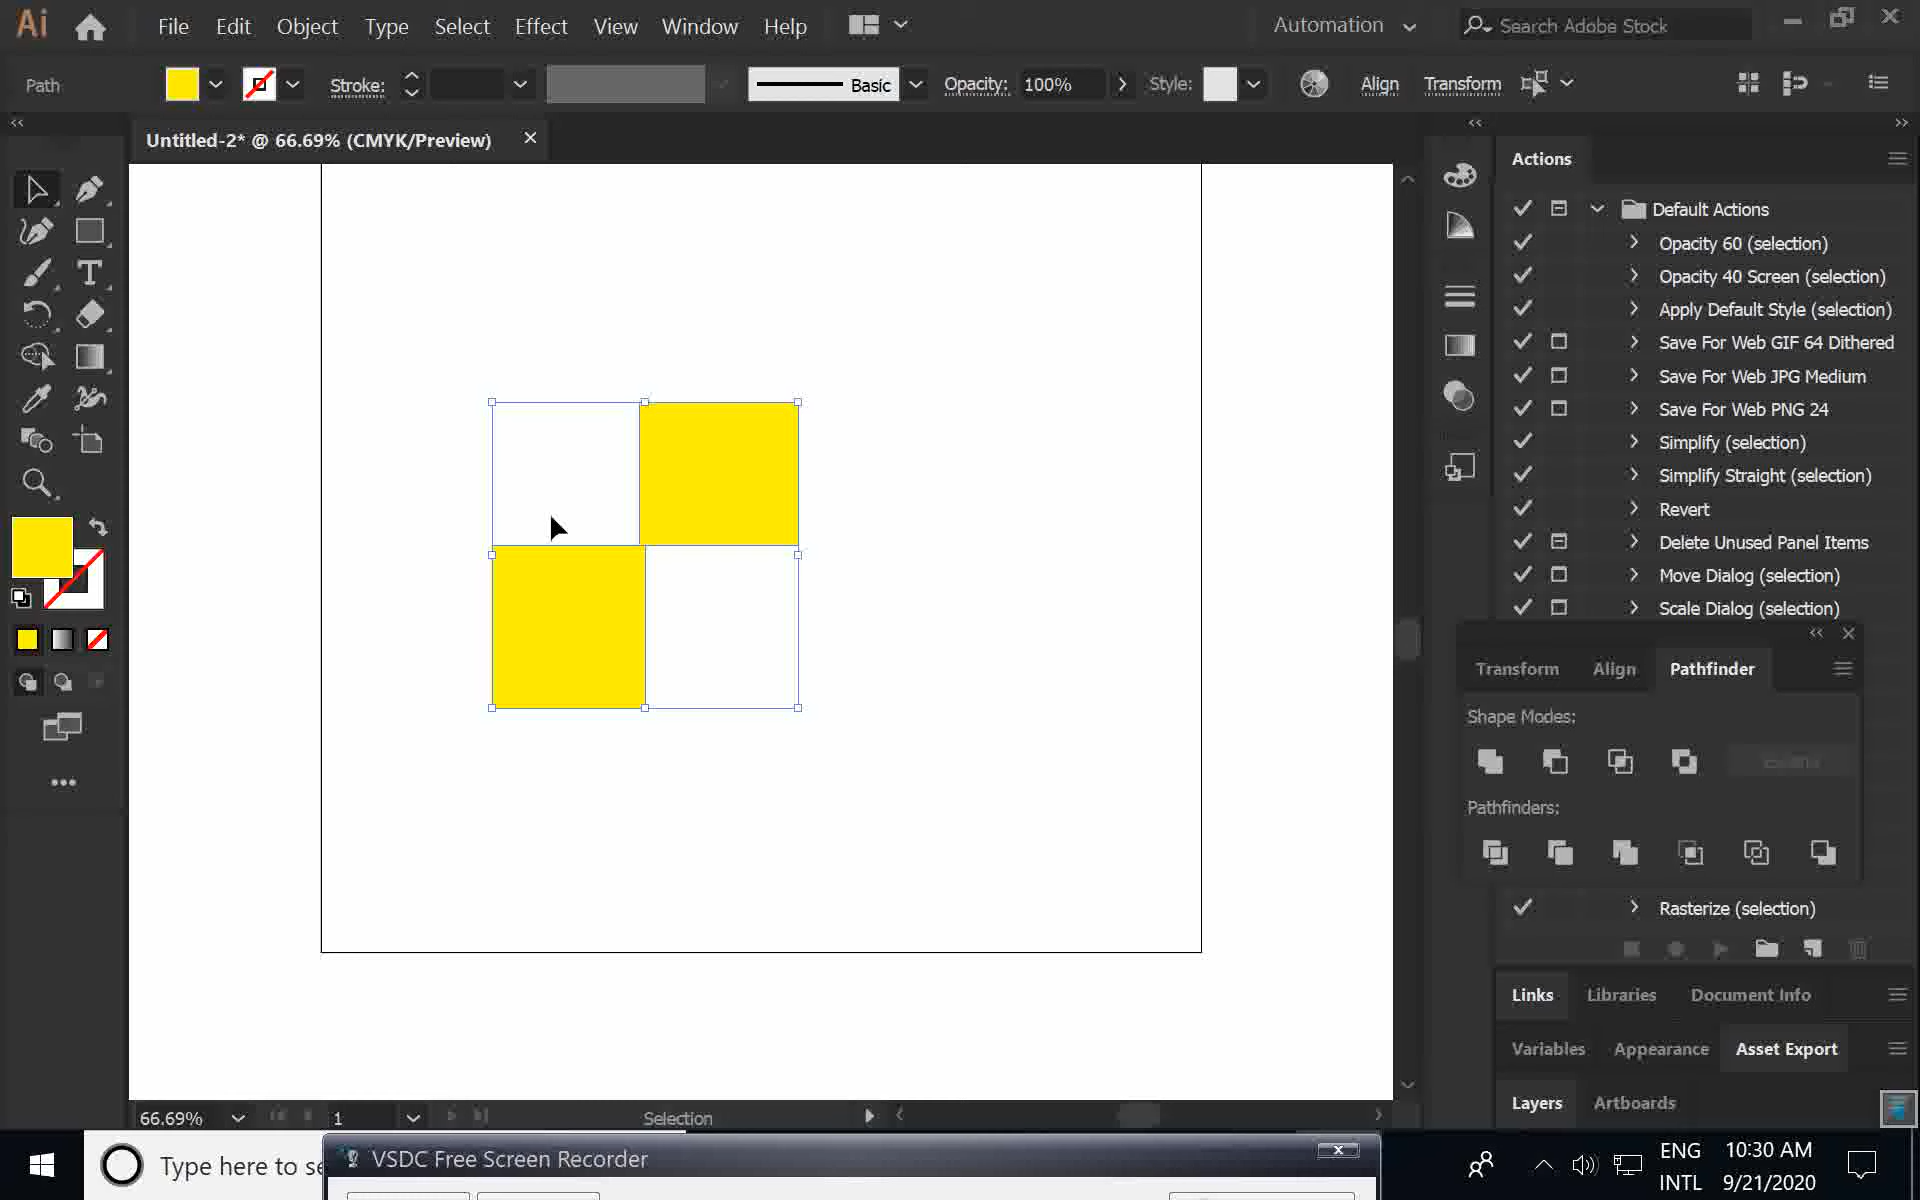 Ai File Edit Object Type Select Effect View Window Help Automation Search Adobe Stock
Path Stroke: Basic Opacity: 100% Style: Align Transform
Untitled-2* @ 66.69% (CMYK/Preview)
Actions
Default Actions
Opacity 60 (selection)
Opacity 40 Screen (selection)
Apply Default Style (selection)
Save For Web GIF 64 Dithered
Save For Web JPG Medium
Save For Web PNG 24
Simplify (selection)
Simplify Straight (selection)
Revert
Delete Unused Panel Items
Move Dialog (selection)
Scale Dialog (selection)
Transform Align Pathfinder
Shape Modes:
Expand
Pathfinders:
Rasterize (selection)
Links Libraries Document Info
Variables Appearance Asset Export
Layers Artboards
66.69% 1 Selection
Type here to se
VSDC Free Screen Recorder
ENG
INTL
10:30 AM
9/21/2020